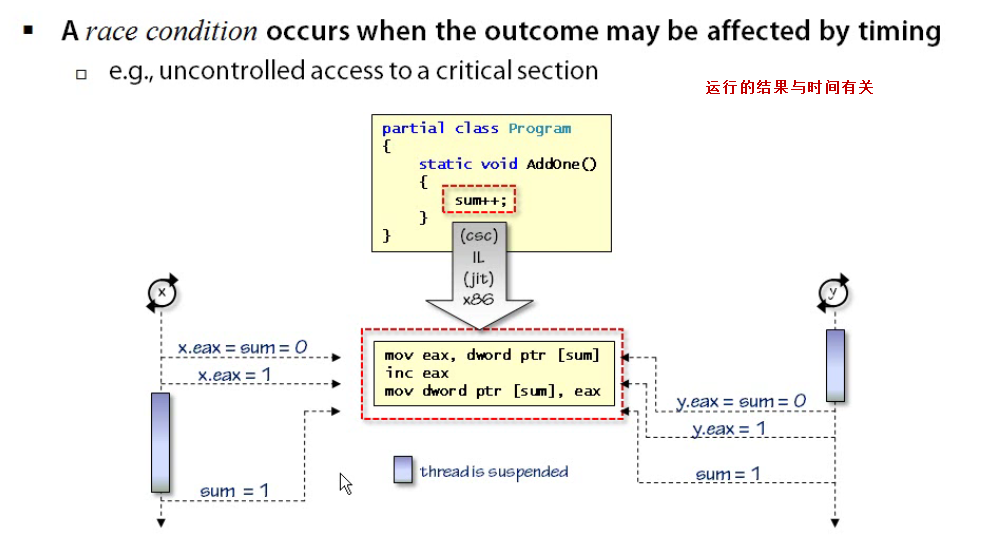 A race condition occurs when the outcome may be affected by timing
e.g., uncontrolled access to a critical section
运行的结果与时间有关
partial class Program
{
static void AddOne()
{
sum++;
}
}
(csc)
IL
(jit)
x86
x
y
x.eax = sum = 0
x.eax = 1
sum = 1
mov eax, dword ptr [sum]
inc eax
mov dword ptr [sum], eax
y.eax = sum = 0
y.eax = 1
sum = 1
thread is suspended